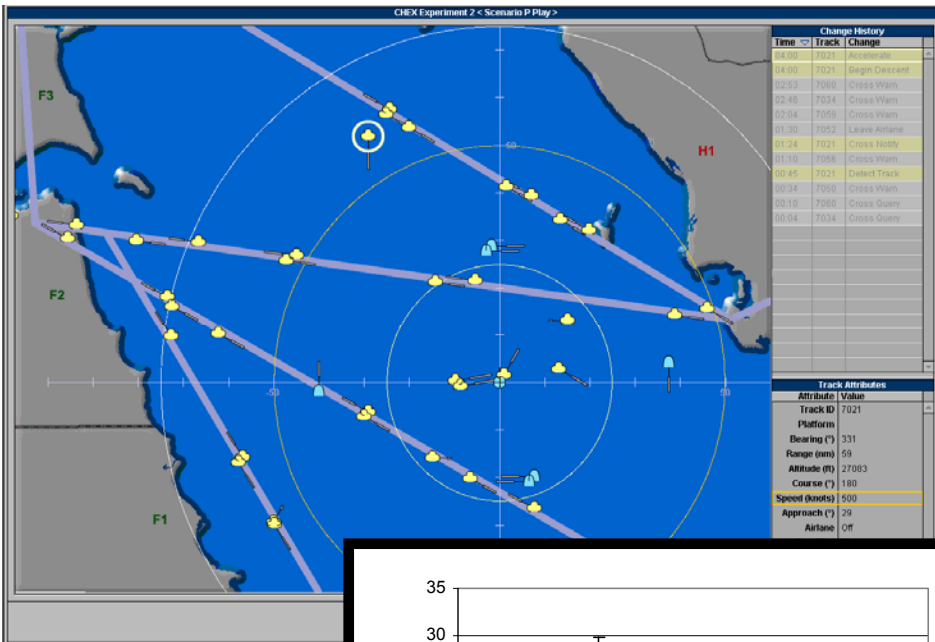 CHEX Experiment 2 < Scenario P Play >
Change History
Time Track Change
04:00 7021 Accelerate
04:00 7021 Begin Descent
02:53 7060 Cross Warn
02:46 7034 Cross Warn
02:04 7059 Cross Warn
01:30 7052 Leave Airlane
01:24 7021 Cross Notify
01:10 7056 Cross Warn
00:45 7021 Detect Track
00:34 7050 Cross Warn
00:10 7060 Cross Query
00:04 7034 Cross Query
F3
50
H1
F2
-50
50
F1
Track Attributes
Attribute Value
Track ID 7021
Platform
Bearing (°) 331
Range (nm) 59
Altitude (ft) 27083
Course (°) 180
Speed (knots) 500
Approach (°) 29
Airlane Off
35
30